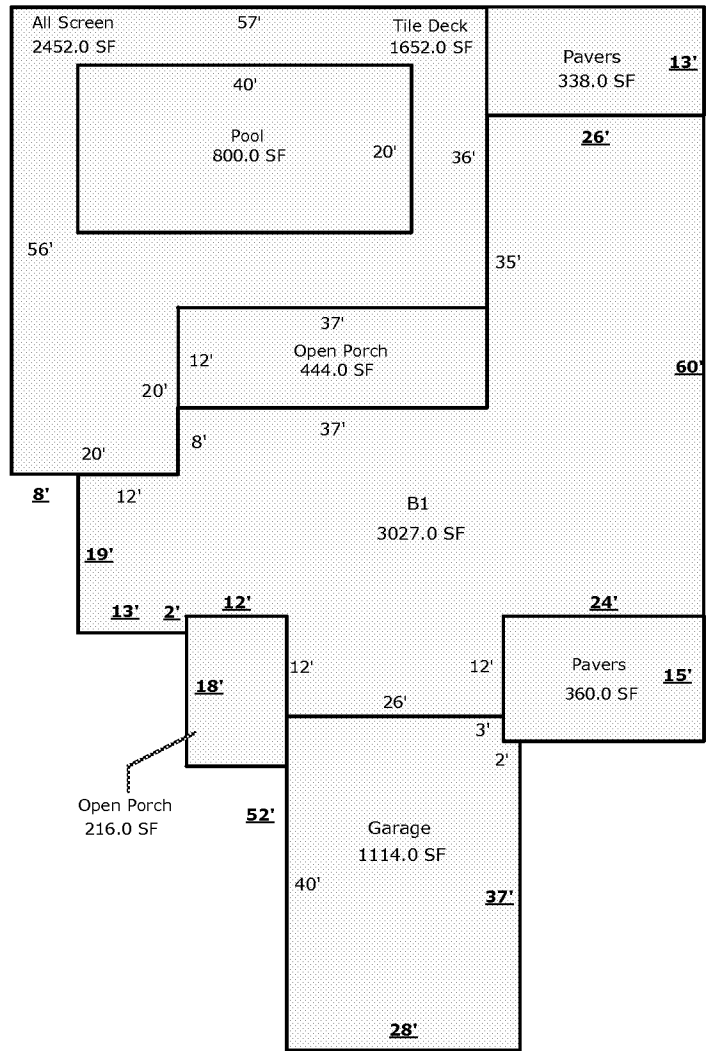 All Screen
2452.0 SF
57'
Tile Deck
1652.0 SF
Pavers
338.0 SF
13'
40'
Pool
800.0 SF
20'
36'
26'
56'
35'
37'
Open Porch
444.0 SF
12'
60'
20'
37'
8'
20'
8'
12'
B1
3027.0 SF
19'
13'
2'
12'
24'
12'
12'
Pavers
360.0 SF
15'
18'
26'
3'
2'
Open Porch
216.0 SF
52'
Garage
1114.0 SF
40'
37'
28'